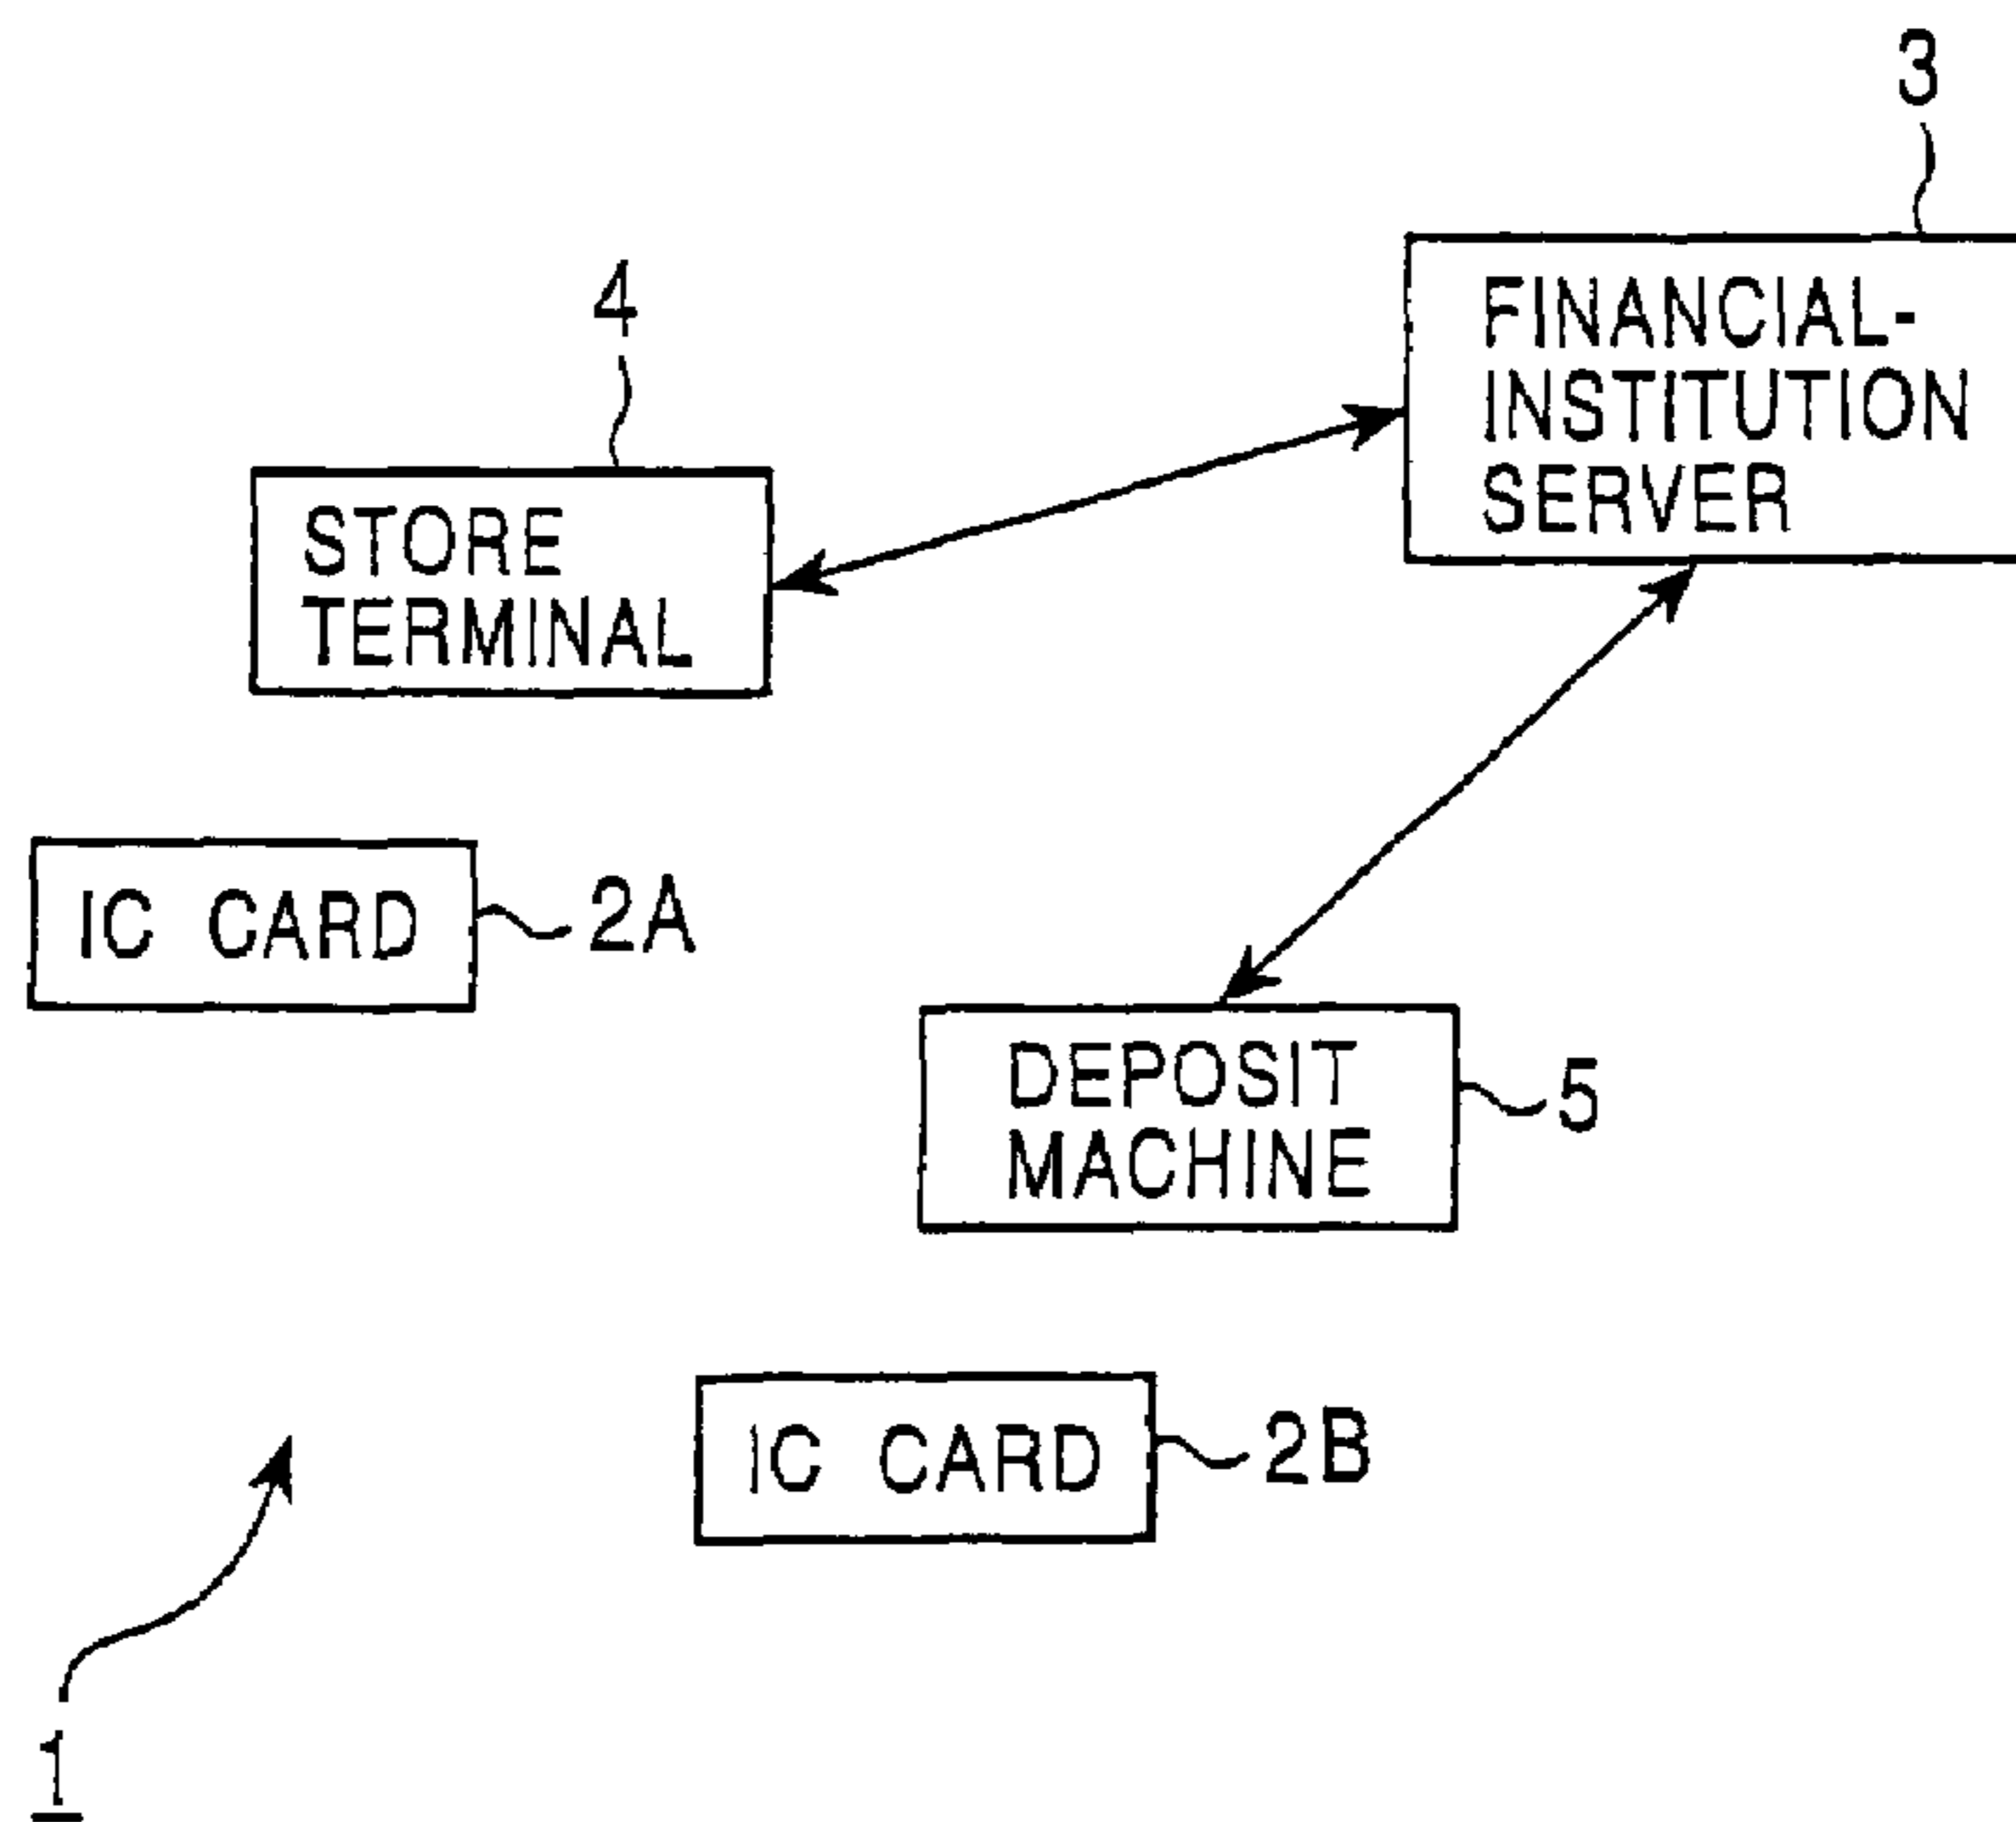 3
FINANCIAL-
INSTITUTION
SERVER
4
STORE
TERMINAL
IC CARD
2A
DEPOSIT
MACHINE
5
IC CARD
2B
1